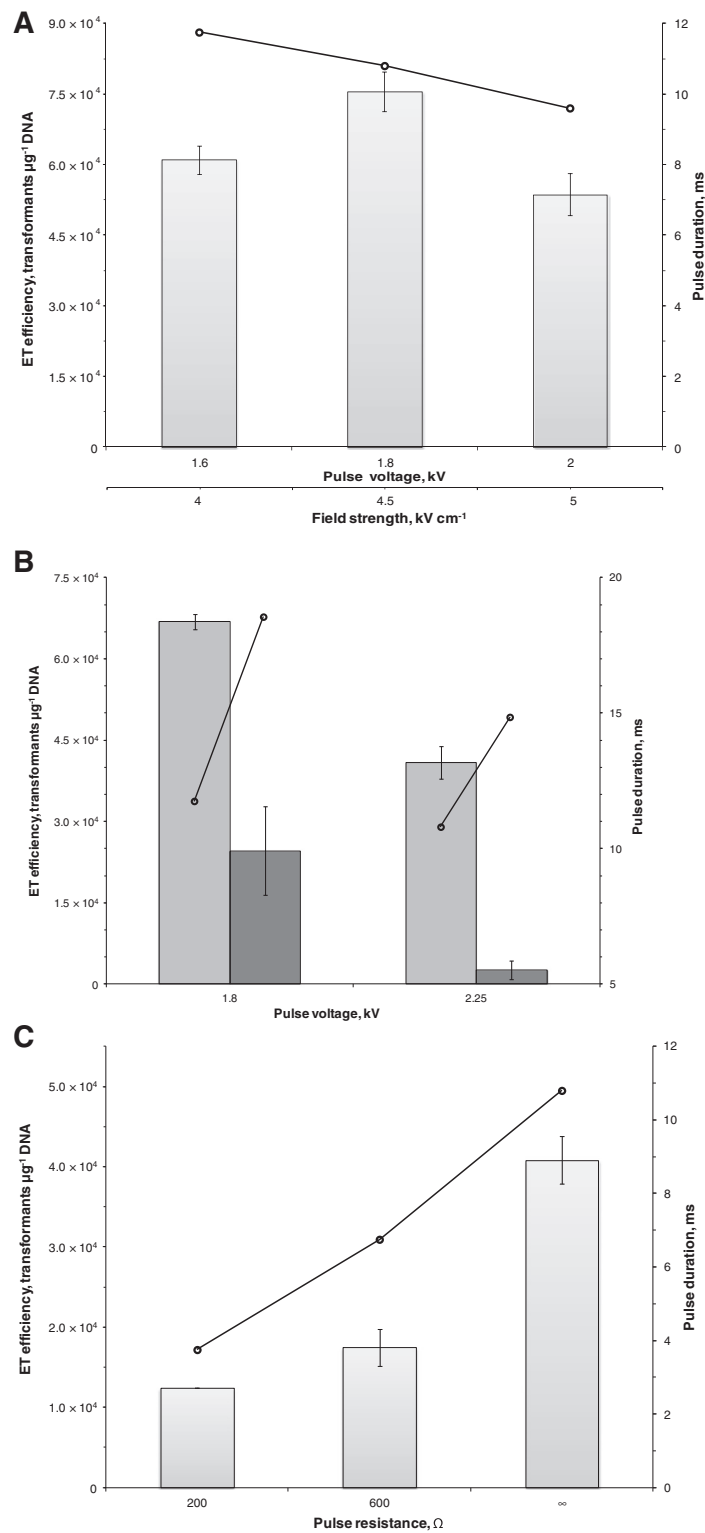 A
9.0 × 10⁴
7.5 × 10⁴
6.0 × 10⁴
4.5 × 10⁴
3.0 × 10⁴
1.5 × 10⁴
0
ET efficiency, transformants µg⁻¹ DNA
12
10
8
6
4
2
0
Pulse duration, ms
1.6 1.8 2
Pulse voltage, kV
4 4.5 5
Field strength, kV cm⁻¹
B
7.5 × 10⁴
6.0 × 10⁴
4.5 × 10⁴
3.0 × 10⁴
1.5 × 10⁴
0
ET efficiency, transformants µg⁻¹ DNA
20
15
10
5
Pulse duration, ms
1.8 2.25
Pulse voltage, kV
C
5.0 × 10⁴
4.0 × 10⁴
3.0 × 10⁴
2.0 × 10⁴
1.0 × 10⁴
0
ET efficiency, transformants µg⁻¹ DNA
12
10
8
6
4
2
0
Pulse duration, ms
200 600 ∞
Pulse resistance, Ω